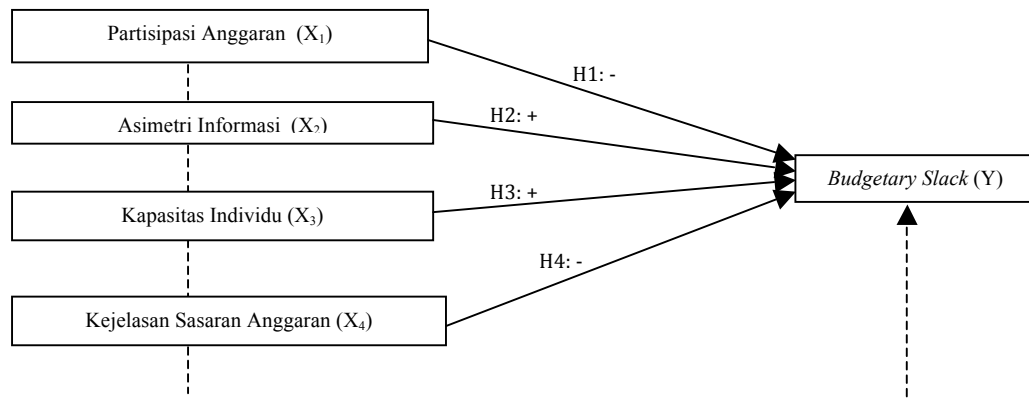 Partisipasi Anggaran (X₁)
H1: -
Asimetri Informasi (X₂)
H2: +
Budgetary Slack (Y)
H3: +
Kapasitas Individu (X₃)
H4: -
Kejelasan Sasaran Anggaran (X₄)